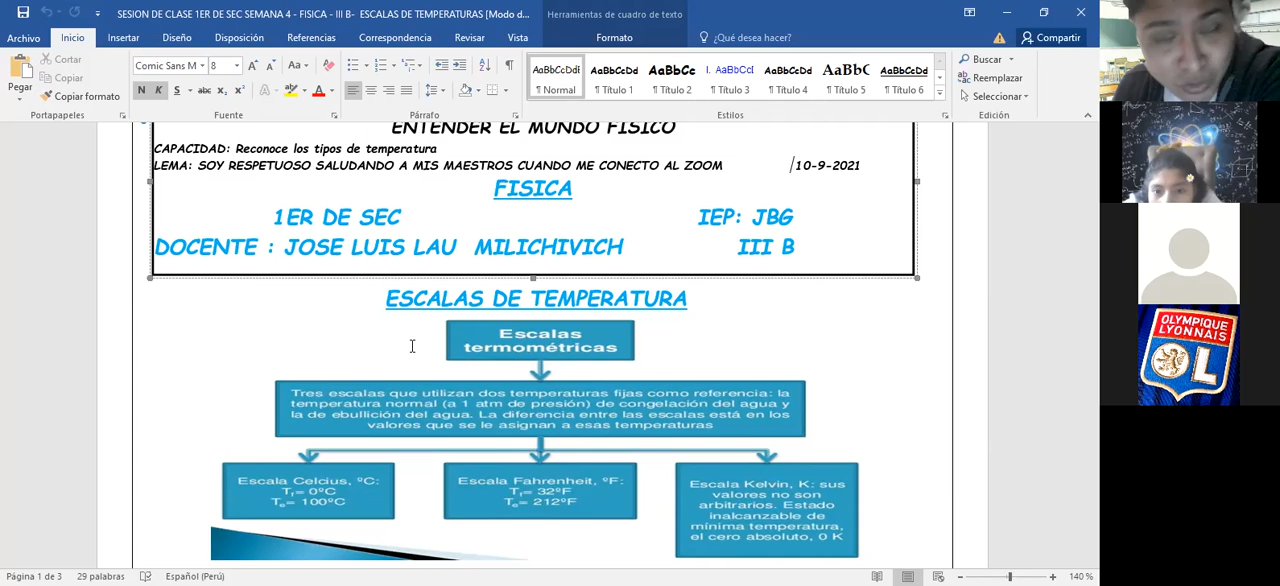 SESION DE CLASE 1ER DE SEC SEMANA 4 - FISICA - III B- ESCALAS DE TEMPERATURAS [Modo d...
Herramientas de cuadro de texto
Archivo
Inicio
Insertar
Diseño
Disposición
Referencias
Correspondencia
Revisar
Vista
Formato
¿Qué desea hacer?
Compartir
Pegar
Cortar
Copiar
Copiar formato
Portapapeles
Comic Sans M
8
Aa
N K S abc x₂ x²
A
A
Fuente
Párrafo
AaBbCcDdE
¶ Normal
AaBbCcDd
¶ Título 1
AaBbCc
¶ Título 2
I. AaBbCcI
¶ Título 3
AaBbCcDd
¶ Título 4
AaBbC
¶ Título 5
AaBbCcDd
¶ Título 6
Estilos
Buscar
Reemplazar
Seleccionar
Edición
ENTENDER EL MUNDO FISICO
CAPACIDAD: Reconoce los tipos de temperatura
LEMA: SOY RESPETUOSO SALUDANDO A MIS MAESTROS CUANDO ME CONECTO AL ZOOM /10-9-2021
FISICA
1ER DE SEC IEP: JBG
DOCENTE : JOSE LUIS LAU MILICHIVICH III B
ESCALAS DE TEMPERATURA
Escalas
termométricas
Tres escalas que utilizan dos temperaturas fijas como referencia: la
temperatura normal (a 1 atm de presión) de congelación del agua y
la de ebullición del agua. La diferencia entre las escalas está en los
valores que se le asignan a esas temperaturas
Escala Celcius, ºC:
Tf= 0ºC
Te= 100ºC
Escala Fahrenheit, ºF:
Tf= 32ºF
Te= 212ºF
Escala Kelvin, K: sus
valores no son
arbitrarios. Estado
inalcanzable de
mínima temperatura,
el cero absoluto, 0 K
OLYMPIQUE
LYONNAIS
OL
Página 1 de 3
29 palabras
Español (Perú)
140 %